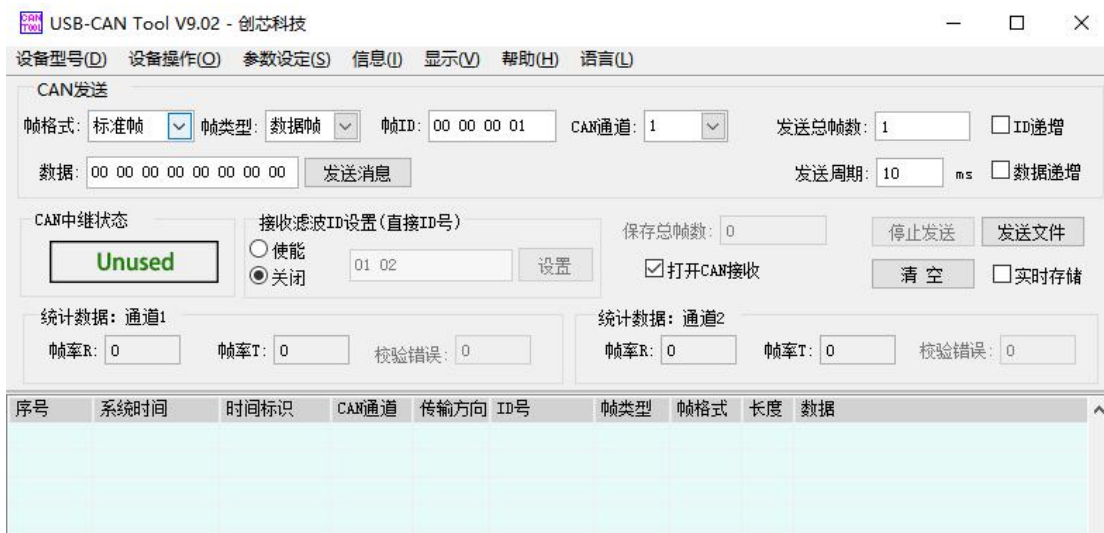 CAN TOOL USB-CAN Tool V9.02 - 创芯科技
设备型号(D) 设备操作(O) 参数设定(S) 信息(I) 显示(V) 帮助(H) 语言(L)
CAN发送
帧格式: 标准帧 帧类型: 数据帧 帧ID: 00 00 00 01 CAN通道: 1 发送总帧数: 1 ID递增
数据: 00 00 00 00 00 00 00 00 发送消息 发送周期: 10 ms 数据递增
CAN中继状态
Unused
接收滤波ID设置(直接ID号)
使能
关闭
01 02 设置
保存总帧数: 0 停止发送 发送文件
打开CAN接收 清 空 实时存储
统计数据: 通道1
帧率R: 0 帧率T: 0 校验错误: 0
统计数据: 通道2
帧率R: 0 帧率T: 0 校验错误: 0
序号 系统时间 时间标识 CAN通道 传输方向 ID号 帧类型 帧格式 长度 数据